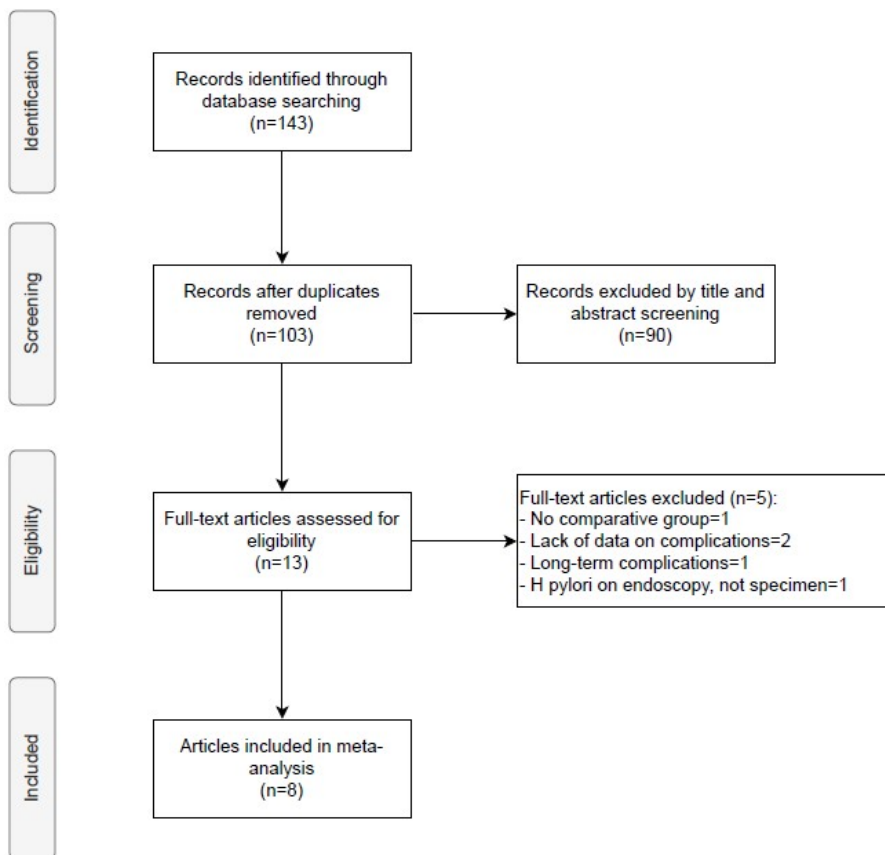 Identification
Records identified through
database searching
(n=143)
Screening
Records after duplicates
removed
(n=103)
Records excluded by title and
abstract screening
(n=90)
Eligibility
Full-text articles assessed for
eligibility
(n=13)
Full-text articles excluded (n=5):
- No comparative group=1
- Lack of data on complications=2
- Long-term complications=1
- H pylori on endoscopy, not specimen=1
Included
Articles included in meta-
analysis
(n=8)